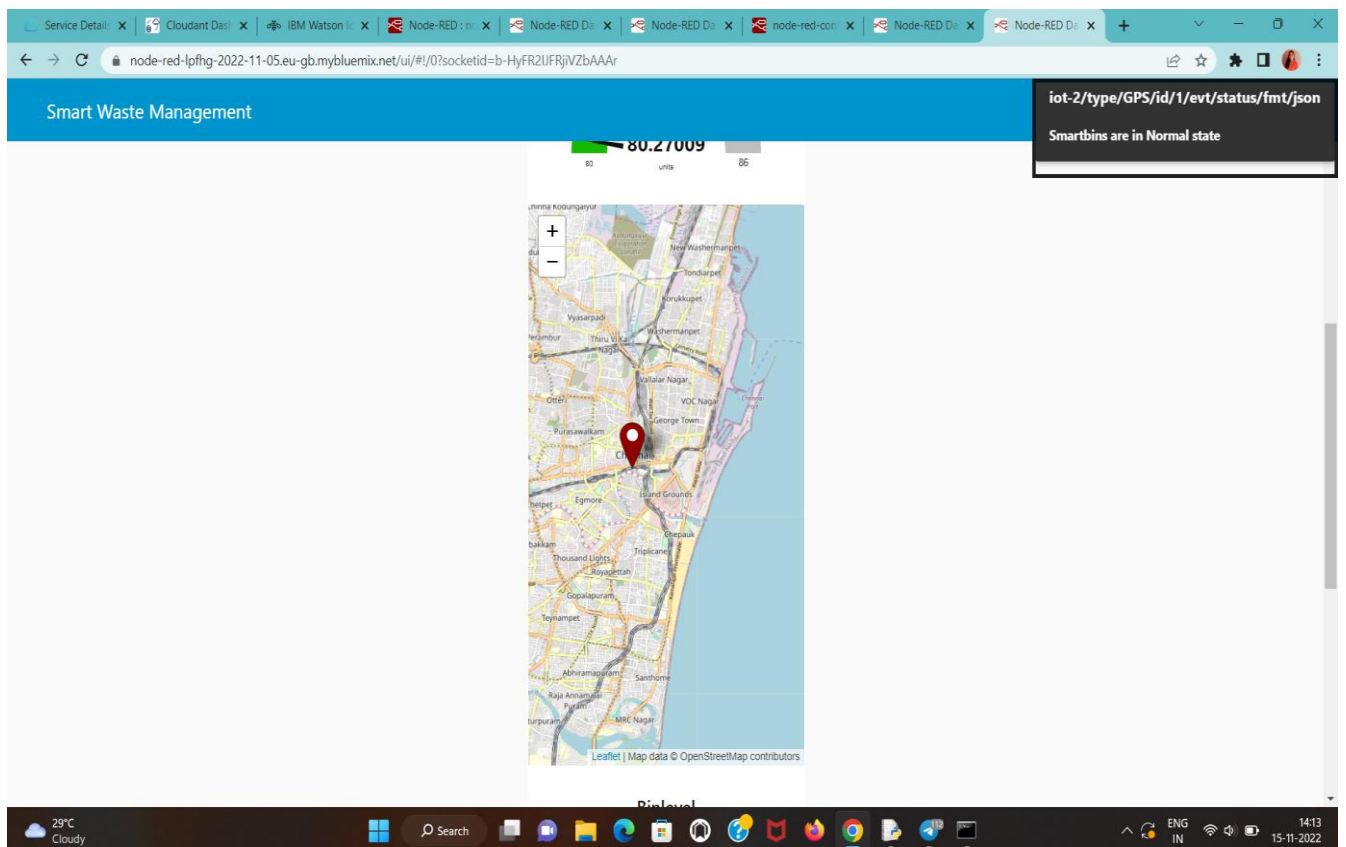 Service Detail
Cloudant Das
IBM Watson I
Node-RED : n
Node-RED Da
Node-RED Da
node-red-con
Node-RED Da
Node-RED Da
node-red-lpfhg-2022-11-05.eu-gb.mybluemix.net/ui/#!/0?socketid=b-HyFR2IJFRjiVZbAAAr
Smart Waste Management
iot-2/type/GPS/id/1/evt/status/fmt/json
Smartbins are in Normal state
80.27009
80
units
86
+
−
New Washermanpet
Tondiarpet
Korukkupet
Vyasarpadi
Washermanpet
Perambur
Thiru Vi Ka
Nagar
Vallalar Nagar
Otteri
VOC Nagar
George Town
Purasawalkam
Island Grounds
Egmore
Chepauk
Triplicane
Thousand Lights
Royapettah
Gopalapuram
Teynampet
Abhiramapuram
Santhome
Raja Annamalai
Puram
MRC Nagar
Leaflet | Map data © OpenStreetMap contributors
Binlevel
29°C
Cloudy
Search
ENG
IN
14:13
15-11-2022